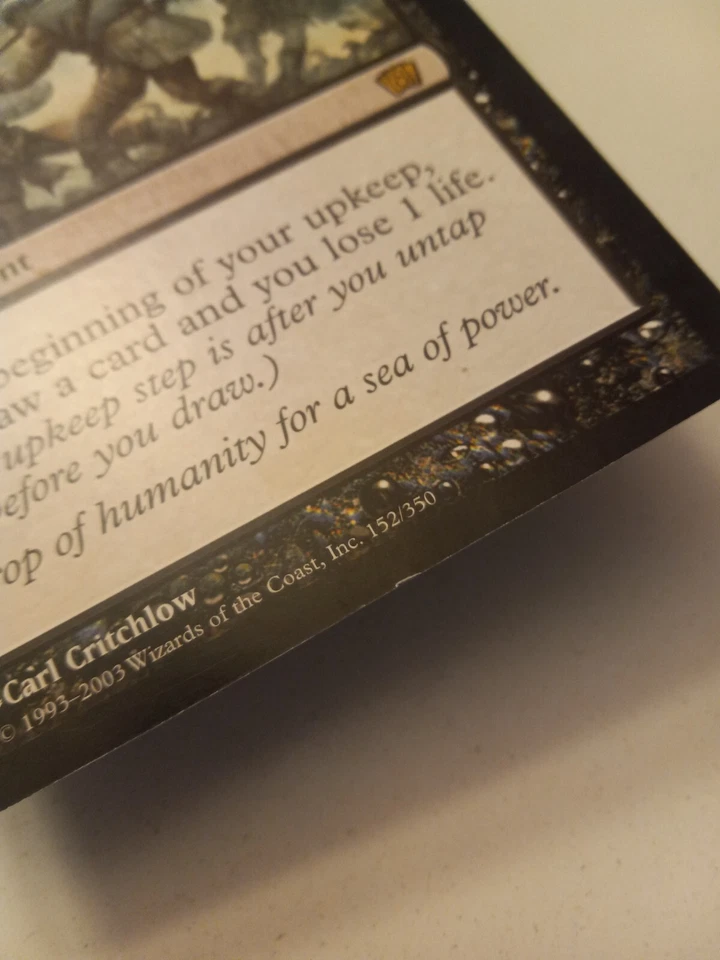 nt
beginning of your upkeep,
aw a card and you lose 1 life.
upkeep step is after you untap
before you draw.)
rop of humanity for a sea of power.
Carl Critchlow
© 1993–2003 Wizards of the Coast, Inc. 152/350